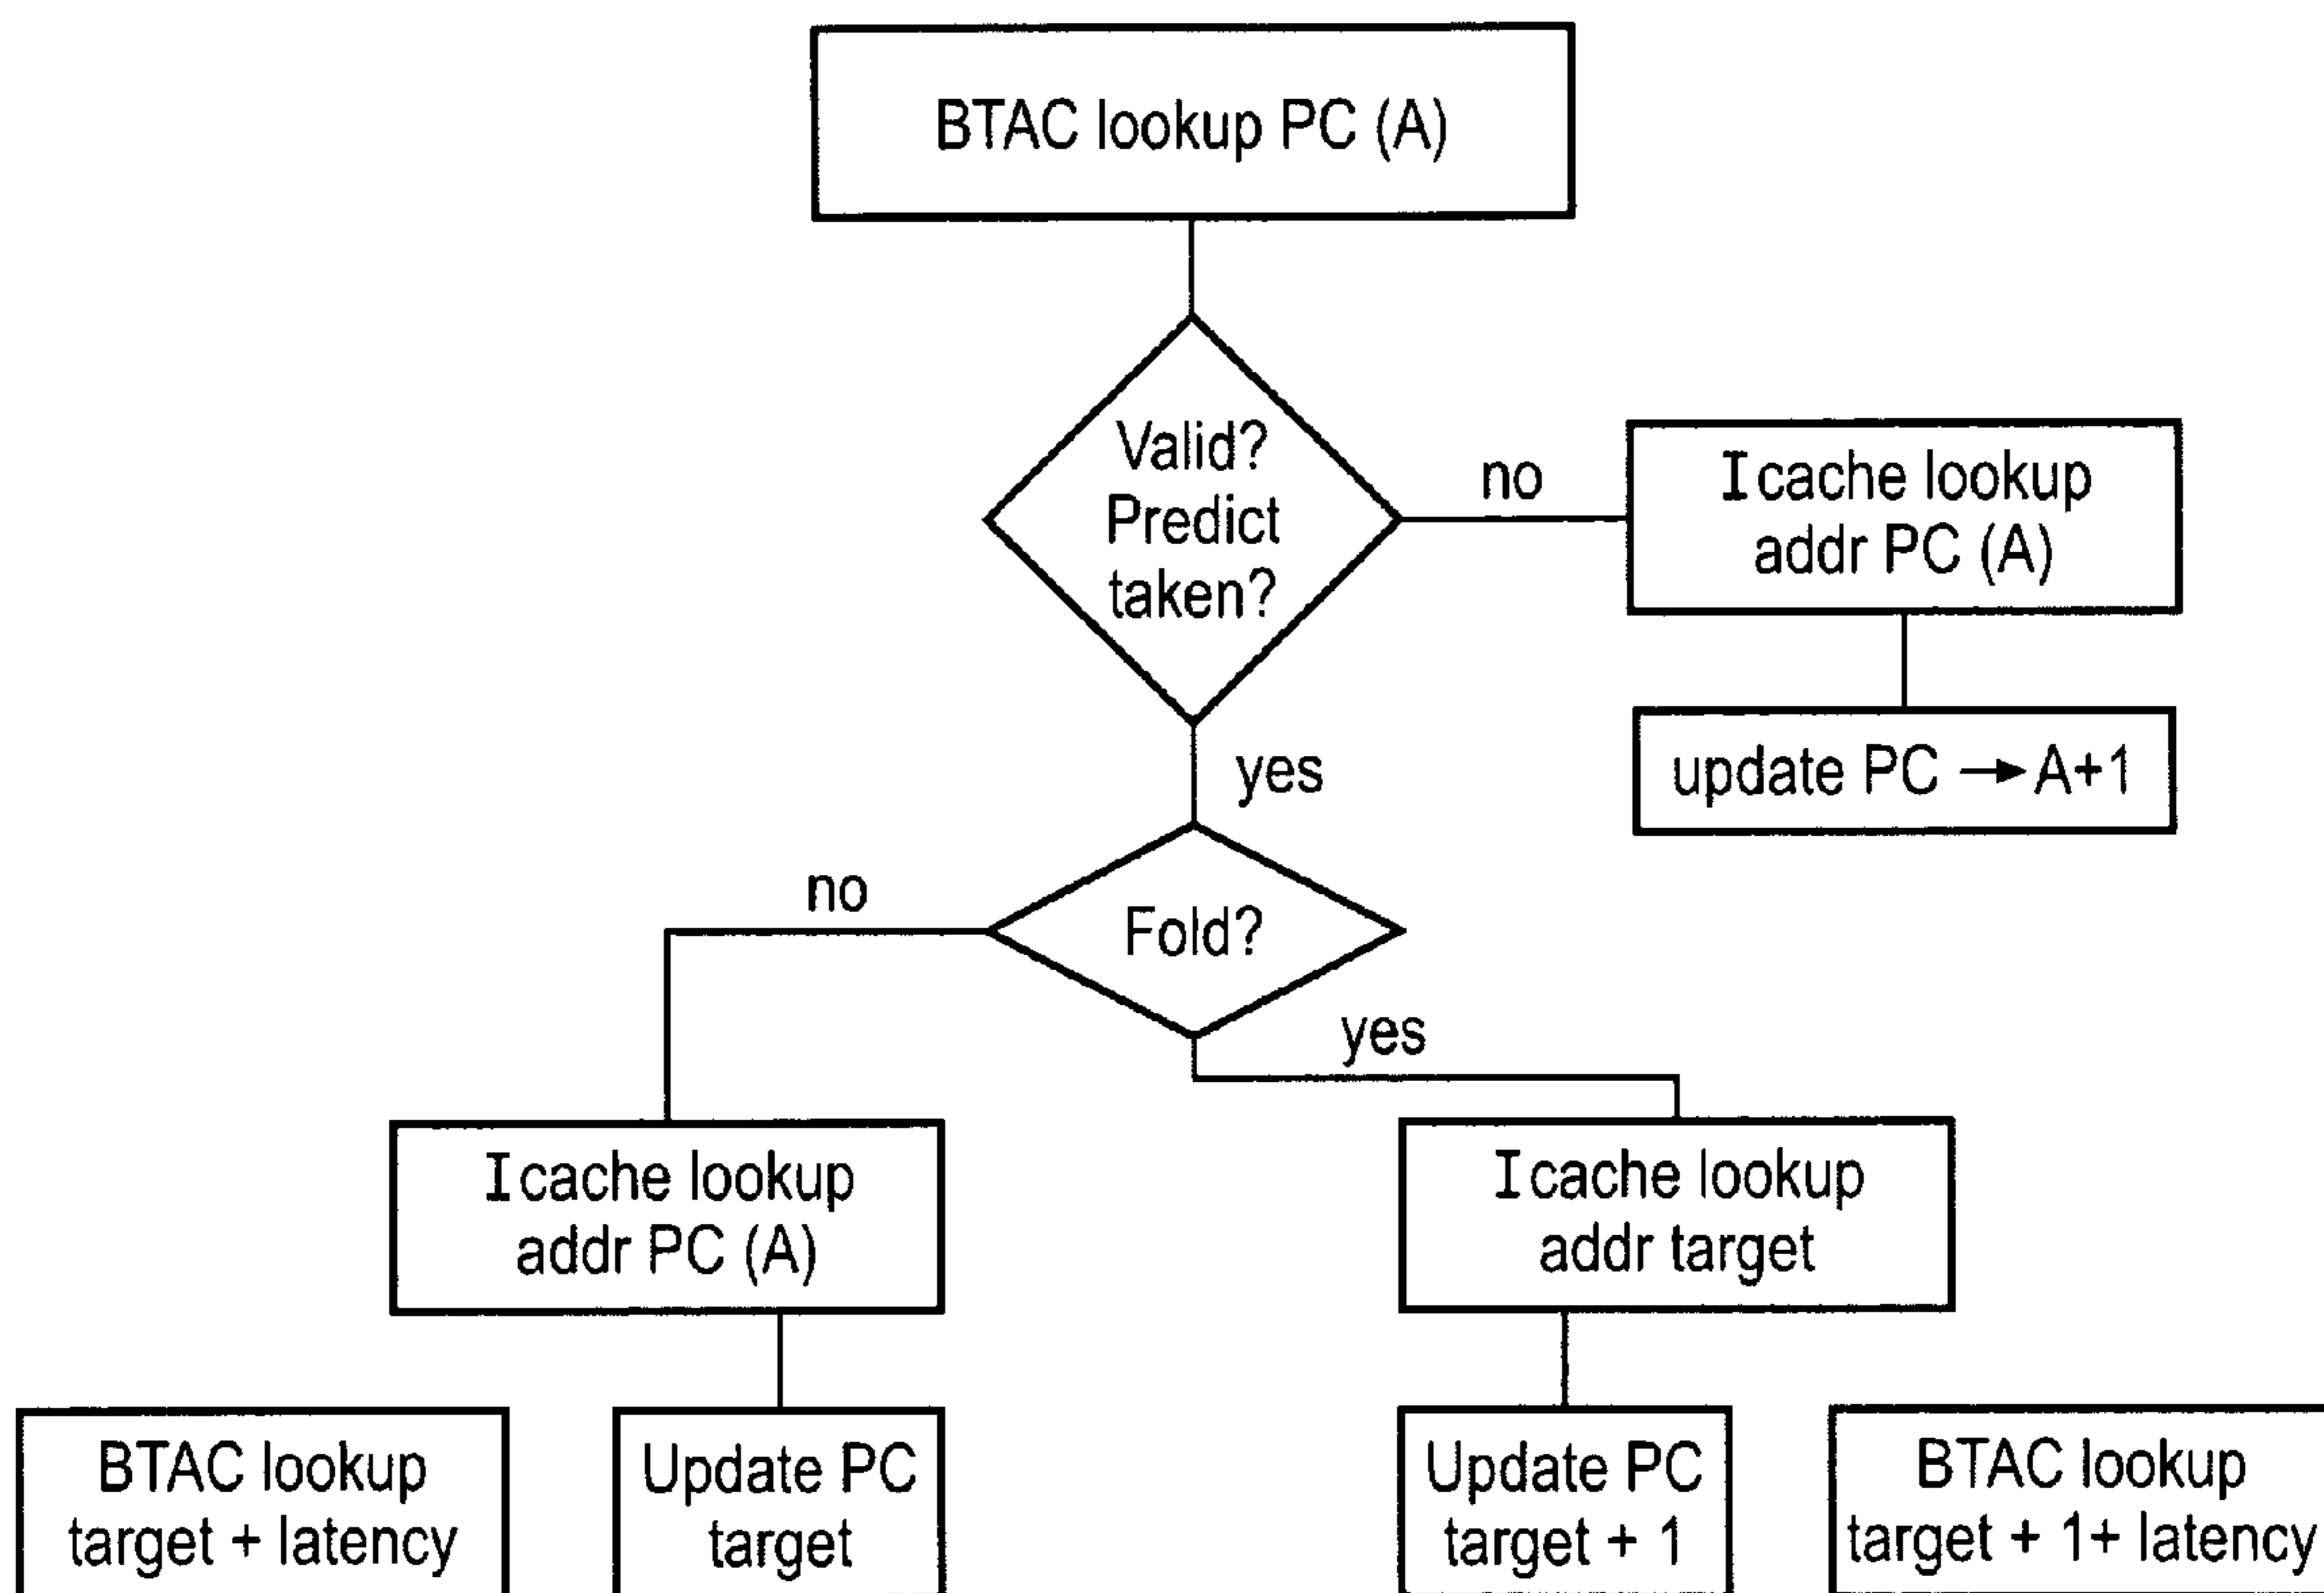 BTAC lookup PC (A)
Valid?
Predict
taken?
no
Icache lookup
addr PC (A)
yes
update PC → A+1
no
Fold?
yes
Icache lookup
addr PC (A)
Icache lookup
addr target
BTAC lookup
target + latency
Update PC
target
Update PC
target + 1
BTAC lookup
target + 1+ latency